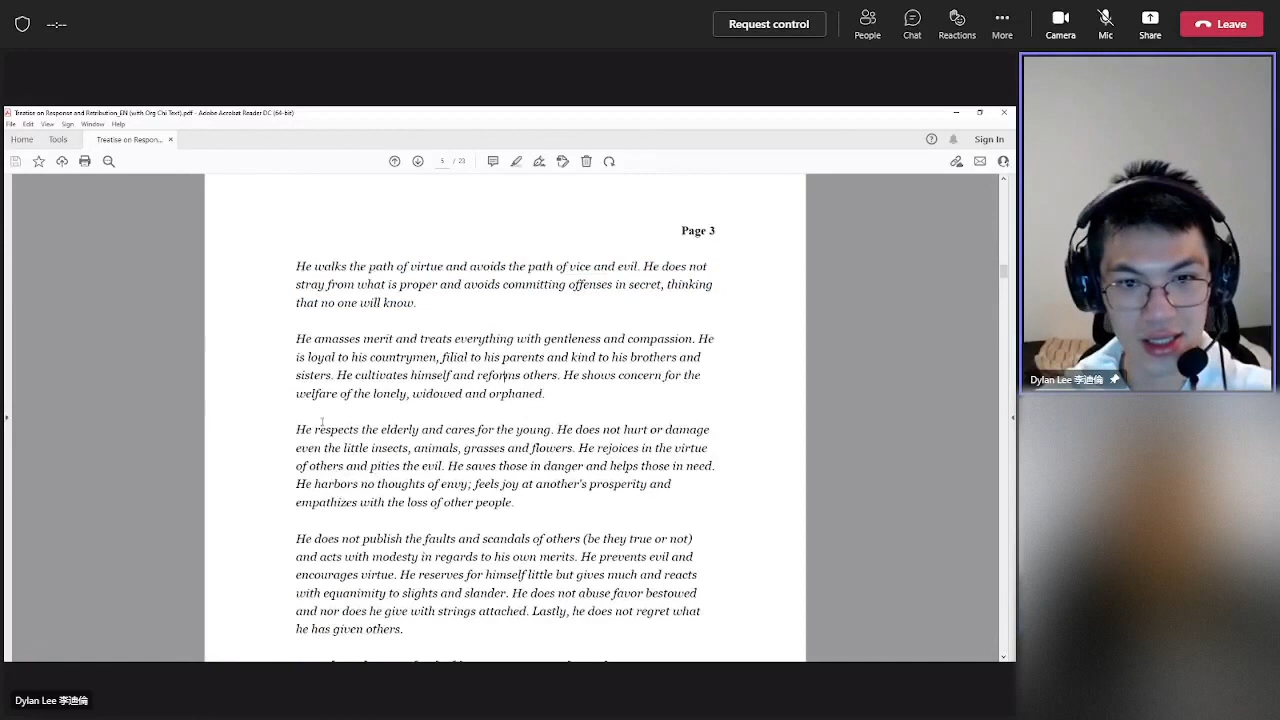 --:--
Request control
People
Chat
Reactions
More
Camera
Mic
Share
Leave
Treatise on Response and Retribution_EN (with Org Chi Text).pdf - Adobe Acrobat Reader DC (64-bit)
File Edit View Sign Window Help
Home Tools Treatise on Respon... ×
Sign In
5 / 23
Page 3
He walks the path of virtue and avoids the path of vice and evil. He does not
stray from what is proper and avoids committing offenses in secret, thinking
that no one will know.
He amasses merit and treats everything with gentleness and compassion. He
is loyal to his countrymen, filial to his parents and kind to his brothers and
sisters. He cultivates himself and reforms others. He shows concern for the
welfare of the lonely, widowed and orphaned.
He respects the elderly and cares for the young. He does not hurt or damage
even the little insects, animals, grasses and flowers. He rejoices in the virtue
of others and pities the evil. He saves those in danger and helps those in need.
He harbors no thoughts of envy; feels joy at another's prosperity and
empathizes with the loss of other people.
He does not publish the faults and scandals of others (be they true or not)
and acts with modesty in regards to his own merits. He prevents evil and
encourages virtue. He reserves for himself little but gives much and reacts
with equanimity to slights and slander. He does not abuse favor bestowed
and nor does he give with strings attached. Lastly, he does not regret what
he has given others.
Dylan Lee 李迪倫
Dylan Lee 李迪倫